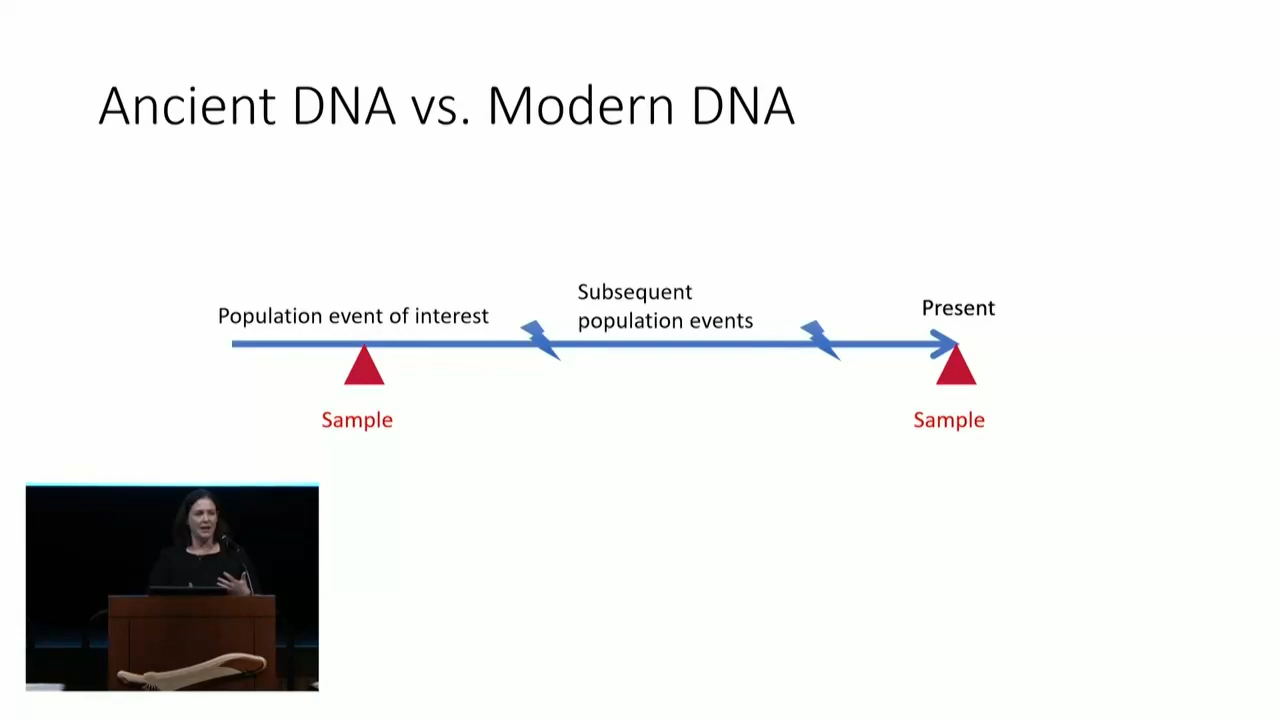 Ancient DNA vs. Modern DNA
Subsequent
population events
Population event of interest
Present
Sample
Sample